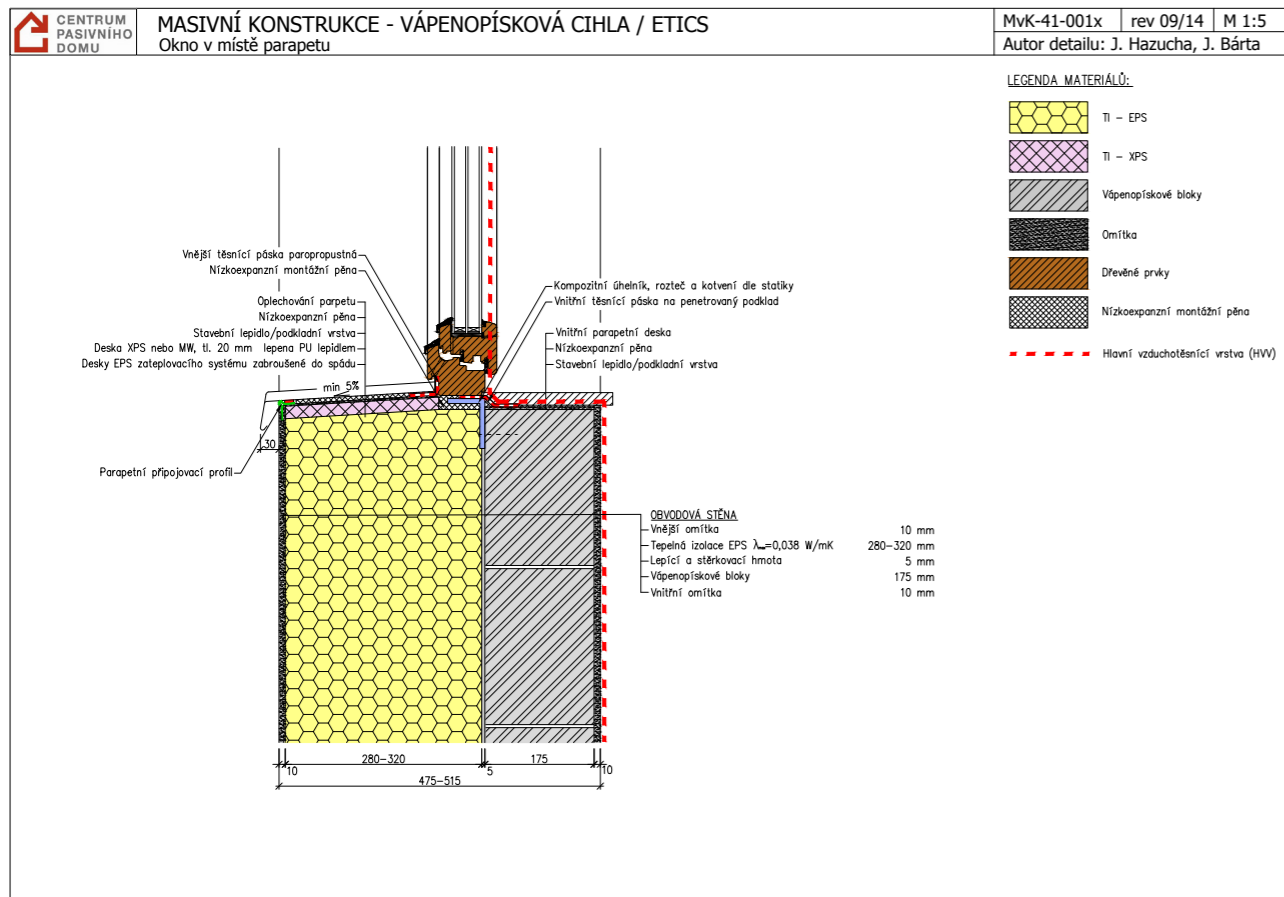 CENTRUM
PASIVNÍHO
DOMU
MASIVNÍ KONSTRUKCE - VÁPENOPÍSKOVÁ CIHLA / ETICS
Okno v místě parapetu
MvK-41-001x rev 09/14 M 1:5
Autor detailu: J. Hazucha, J. Bárta
LEGENDA MATERIÁLŮ:
TI – EPS
TI – XPS
Vápenopískové bloky
Omítka
Dřevěné prvky
Nízkoexpanzní montážní pěna
Hlavní vzduchotěsnící vrstva (HVV)
Vnější těsnící páska paropropustná
Nízkoexpanzní montážní pěna
Oplechování parpetu
Nízkoexpanzní pěna
Stavební lepidlo/podkladní vrstva
Deska XPS nebo MW, tl. 20 mm lepena PU lepidlem
Desky EPS zateplovacího systému zabroušené do spádu
min 5%
30
Parapetní připojovací profil
Kompozitní úhelník, rozteč a kotvení dle statiky
Vnitřní těsnící páska na penetrovaný podklad
Vnitřní parapetní deska
Nízkoexpanzní pěna
Stavební lepidlo/podkladní vrstva
OBVODOVÁ STĚNA
Vnější omítka 10 mm
Tepelná izolace EPS λ =0,038 W/mK 280–320 mm
Lepící a stěrkovací hmota 5 mm
Vápenopískové bloky 175 mm
Vnitřní omítka 10 mm
10 280–320 5 175 10
475–515